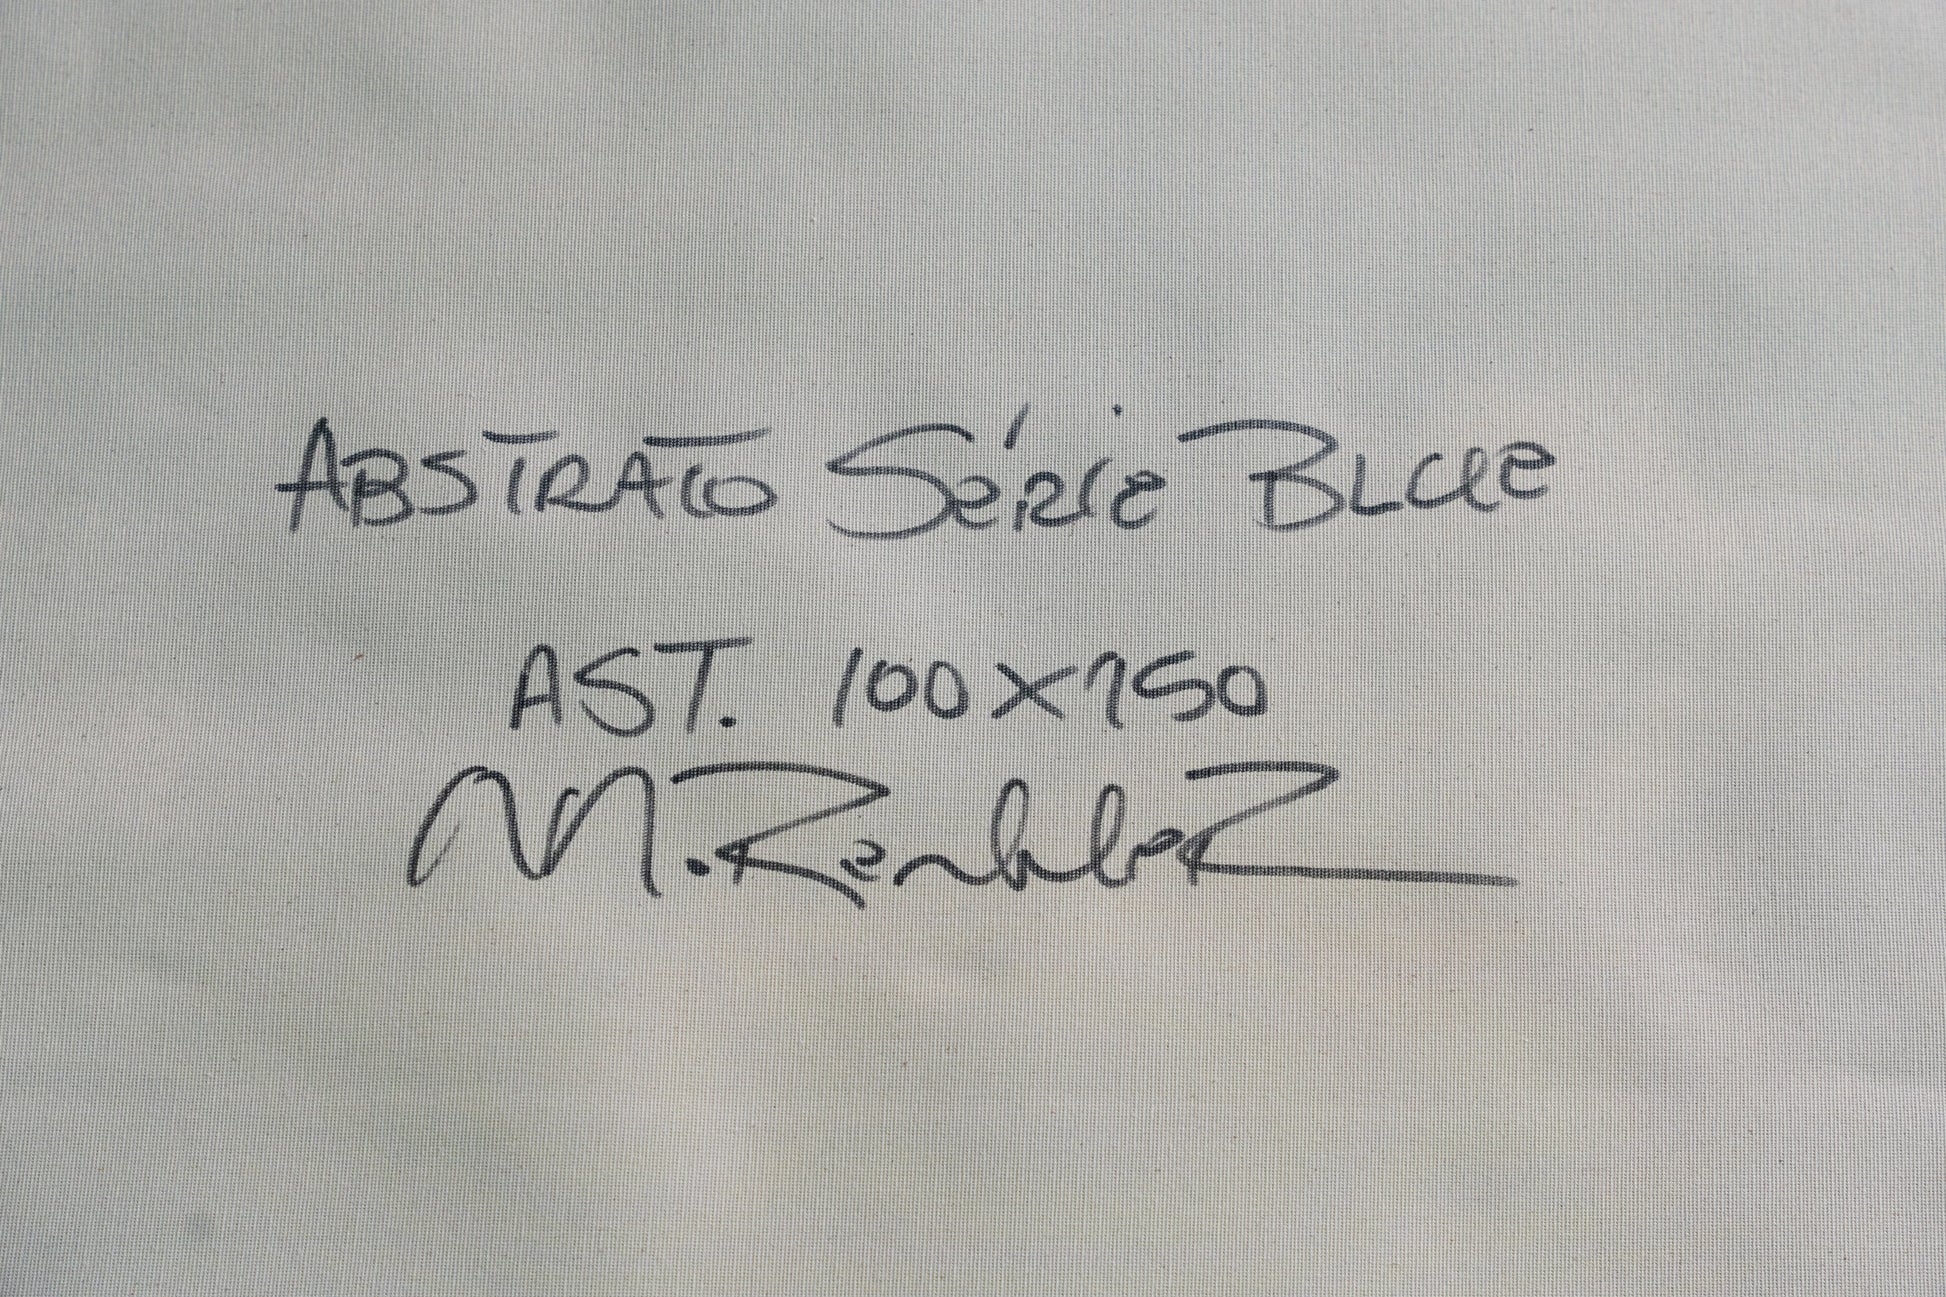 ABSTRATO Série BLUE
AST. 100X150
M.